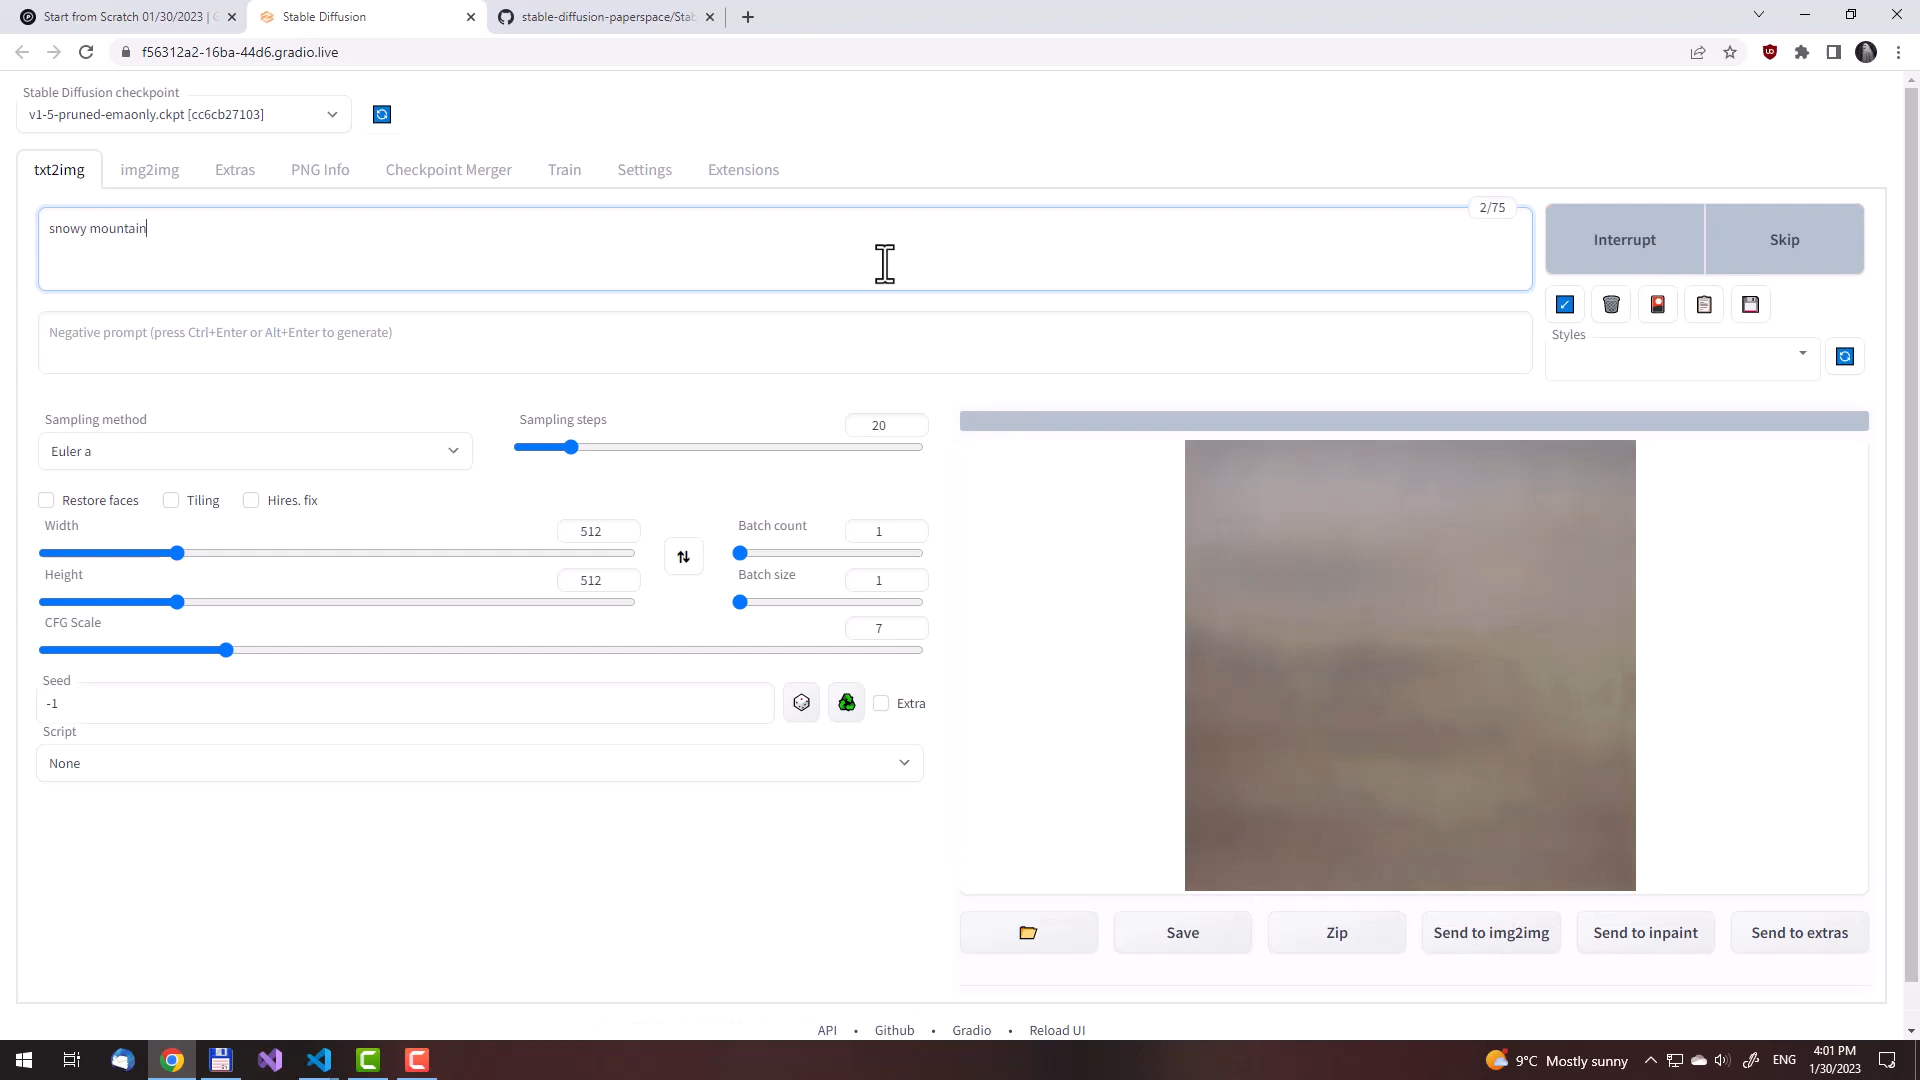 Start from Scratch 01/30/2023 |
Stable Diffusion
stable-diffusion-paperspace/Stab
f56312a2-16ba-44d6.gradio.live
Stable Diffusion checkpoint
v1-5-pruned-emaonly.ckpt [cc6cb27103]
txt2img
img2img
Extras
PNG Info
Checkpoint Merger
Train
Settings
Extensions
2/75
snowy mountain
Interrupt
Skip
Negative prompt (press Ctrl+Enter or Alt+Enter to generate)
Styles
Sampling method
Euler a
Sampling steps
20
Restore faces
Tiling
Hires. fix
Width
512
Batch count
1
Height
512
Batch size
1
CFG Scale
7
Seed
-1
Extra
Script
None
Save
Zip
Send to img2img
Send to inpaint
Send to extras
API • Github • Gradio • Reload UI
9°C Mostly sunny
ENG
4:01 PM
1/30/2023